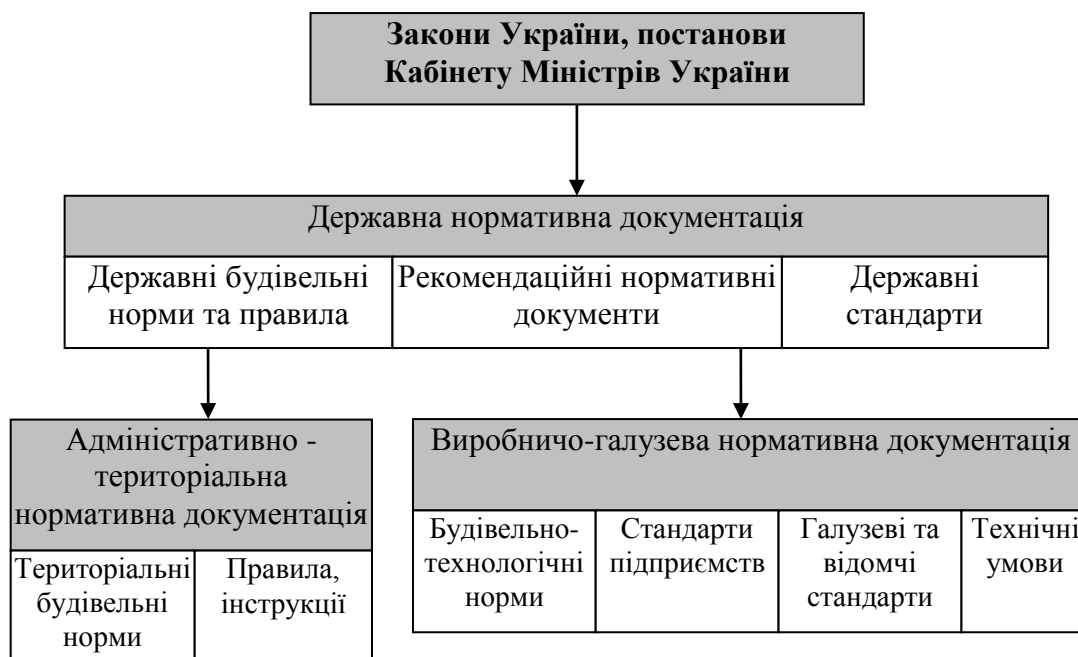 Закони України, постанови
Кабінету Міністрів України
Державна нормативна документація
Державні будівельні
норми та правила
Рекомендаційні нормативні
документи
Державні
стандарти
Адміністративно -
територіальна
нормативна документація
Територіальні
будівельні
норми
Правила,
інструкції
Виробничо-галузева нормативна документація
Будівельно-
технологічні
норми
Стандарти
підприємств
Галузеві та
відомчі
стандарти
Технічні
умови